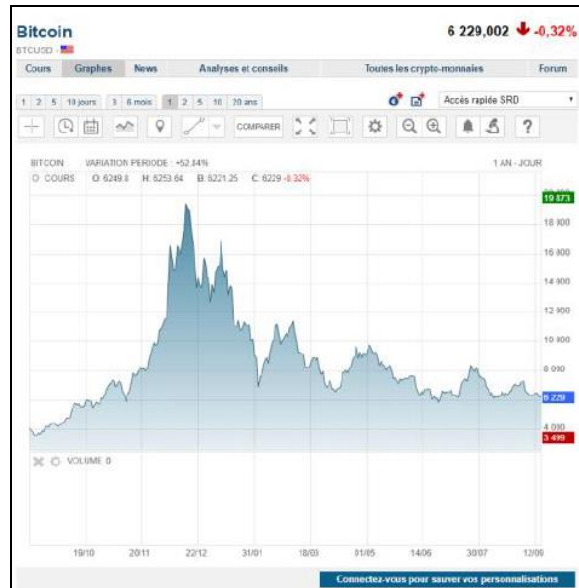 Bitcoin 6 229,002 -0,32%
BTCUSD -
Cours Graphes News Analyses et conseils Toutes les crypto-monnaies Forum
1 2 5 10 jours 3 6 mois 1 2 5 10 20 ans Accès rapide SRD
COMPARER ?
BITCOIN VARIATION PERIODE : +52.84% 1 AN - JOUR
COURS O: 6249.8 H: 6253.64 B: 6221.25 C: 6229 -0.32%
19 873
18 000
16 000
14 000
12 000
10 000
8 000
6 229
4 000
3 499
VOLUME 0
19/10 20/11 22/12 31/01 18/03 01/05 14/06 30/07 12/09
Connectez-vous pour sauver vos personnalisations